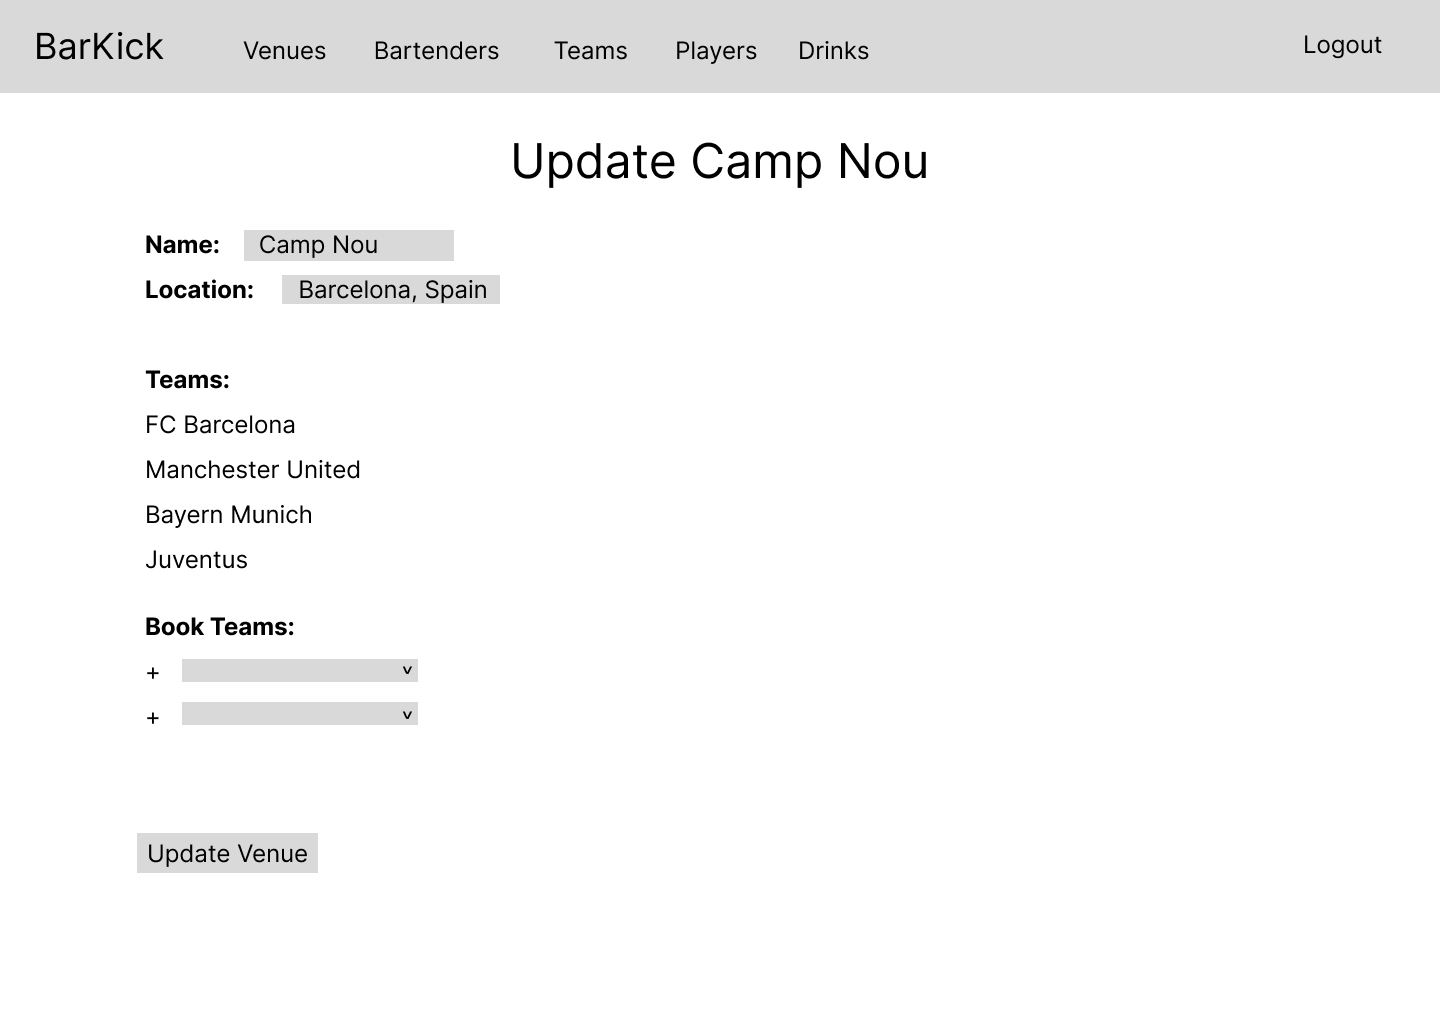 BarKick Venues Bartenders Teams Players Drinks Logout
Update Camp Nou
Name: Camp Nou
Location: Barcelona, Spain
Teams:
FC Barcelona
Manchester United
Bayern Munich
Juventus
Book Teams:
+ v
+ v
Update Venue